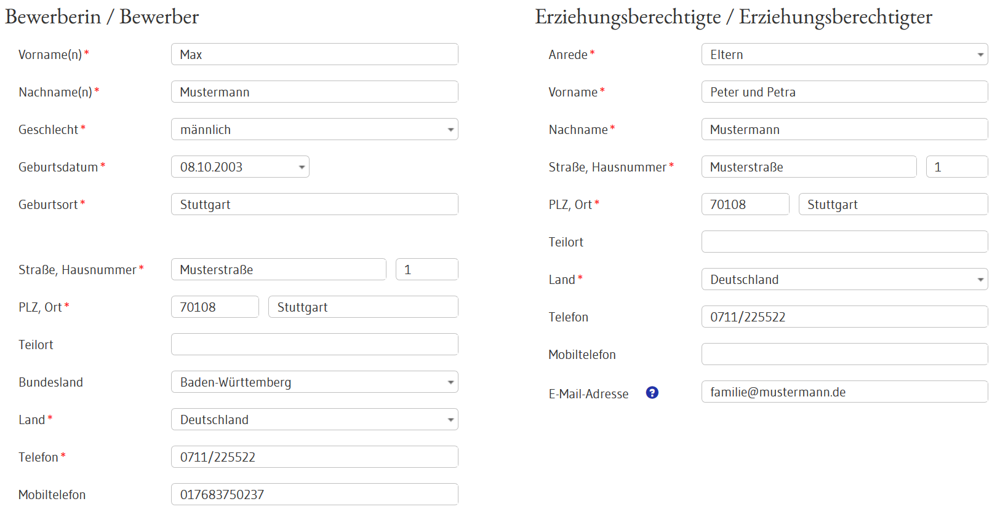 Bewerberin / Bewerber
Vorname(n)* Max
Nachname(n)* Mustermann
Geschlecht* männlich
Geburtsdatum* 08.10.2003
Geburtsort* Stuttgart
Straße, Hausnummer* Musterstraße 1
PLZ, Ort* 70108 Stuttgart
Teilort
Bundesland Baden-Württemberg
Land* Deutschland
Telefon* 0711/225522
Mobiltelefon 017683750237
Erziehungsberechtigte / Erziehungsberechtigter
Anrede* Eltern
Vorname* Peter und Petra
Nachname* Mustermann
Straße, Hausnummer* Musterstraße 1
PLZ, Ort* 70108 Stuttgart
Teilort
Land* Deutschland
Telefon 0711/225522
Mobiltelefon
E-Mail-Adresse ? familie@mustermann.de